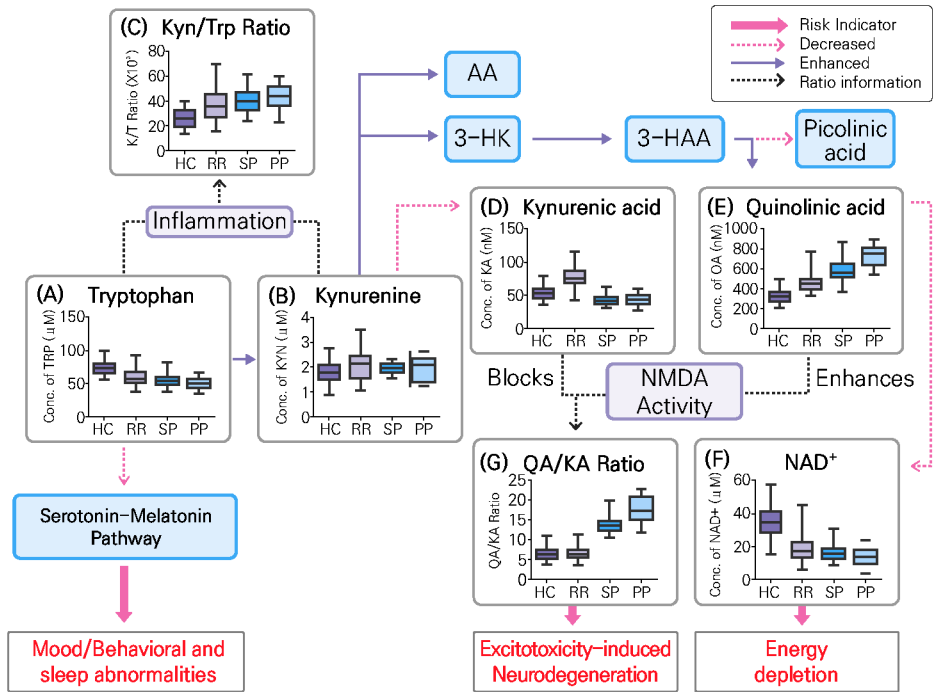 (C) Kyn/Trp Ratio
K/T Ratio (X10³)
80
60
40
20
0
HC RR SP PP
Risk Indicator
Decreased
Enhanced
Ratio information
AA
3-HK
3-HAA
Picolinic
acid
Inflammation
(A) Tryptophan
Conc. of TRP (μM)
150
100
50
0
HC RR SP PP
(B) Kynurenine
Conc. of KYN (μM)
4
3
2
1
0
HC RR SP PP
(D) Kynurenic acid
Conc. of KA (nM)
150
100
50
0
HC RR SP PP
(E) Quinolinic acid
Conc. of QA (nM)
1000
800
600
400
200
0
HC RR SP PP
Blocks
NMDA
Activity
Enhances
Serotonin-Melatonin
Pathway
Mood/Behavioral and
sleep abnormalities
(G) QA/KA Ratio
QA/KA Ratio
25
20
15
10
5
0
HC RR SP PP
Excitotoxicity-induced
Neurodegeneration
(F) NAD⁺
Conc. of NAD+ (μM)
60
40
20
0
HC RR SP PP
Energy
depletion